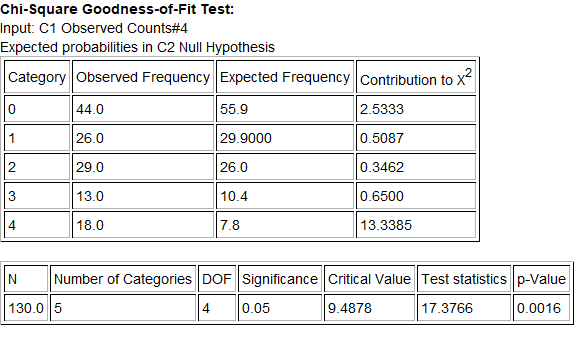 Chi-Square Goodness-of-Fit Test:
Input: C1 Observed Counts#4
Expected probabilities in C2 Null Hypothesis
Category Observed Frequency Expected Frequency Contribution to X2
0 44.0 55.9 2.5333
1 26.0 29.9000 0.5087
2 29.0 26.0 0.3462
3 13.0 10.4 0.6500
4 18.0 7.8 13.3385
N Number of Categories DOF Significance Critical Value Test statistics p-Value
130.0 5 4 0.05 9.4878 17.3766 0.0016